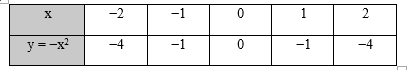 x −2 −1 0 1 2
y = −x² −4 −1 0 −1 −4